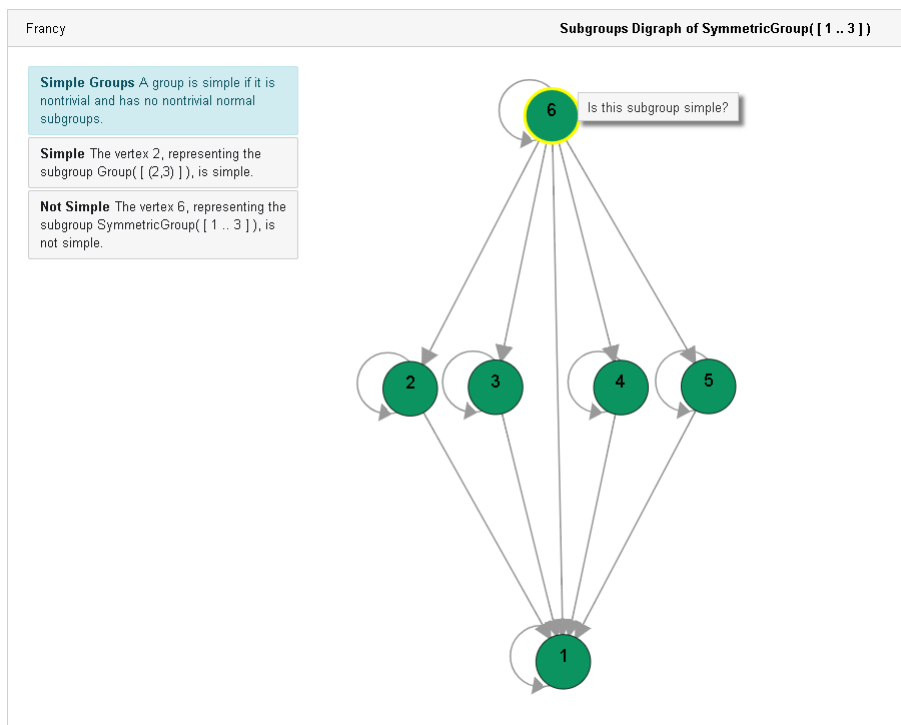 Francy
Subgroups Digraph of SymmetricGroup( [ 1 .. 3 ] )
Simple Groups A group is simple if it is
nontrivial and has no nontrivial normal
subgroups.
Simple The vertex 2, representing the
subgroup Group( [ (2,3) ] ), is simple.
Not Simple The vertex 6, representing the
subgroup SymmetricGroup( [ 1 .. 3 ] ), is
not simple.
6
Is this subgroup simple?
2
3
4
5
1